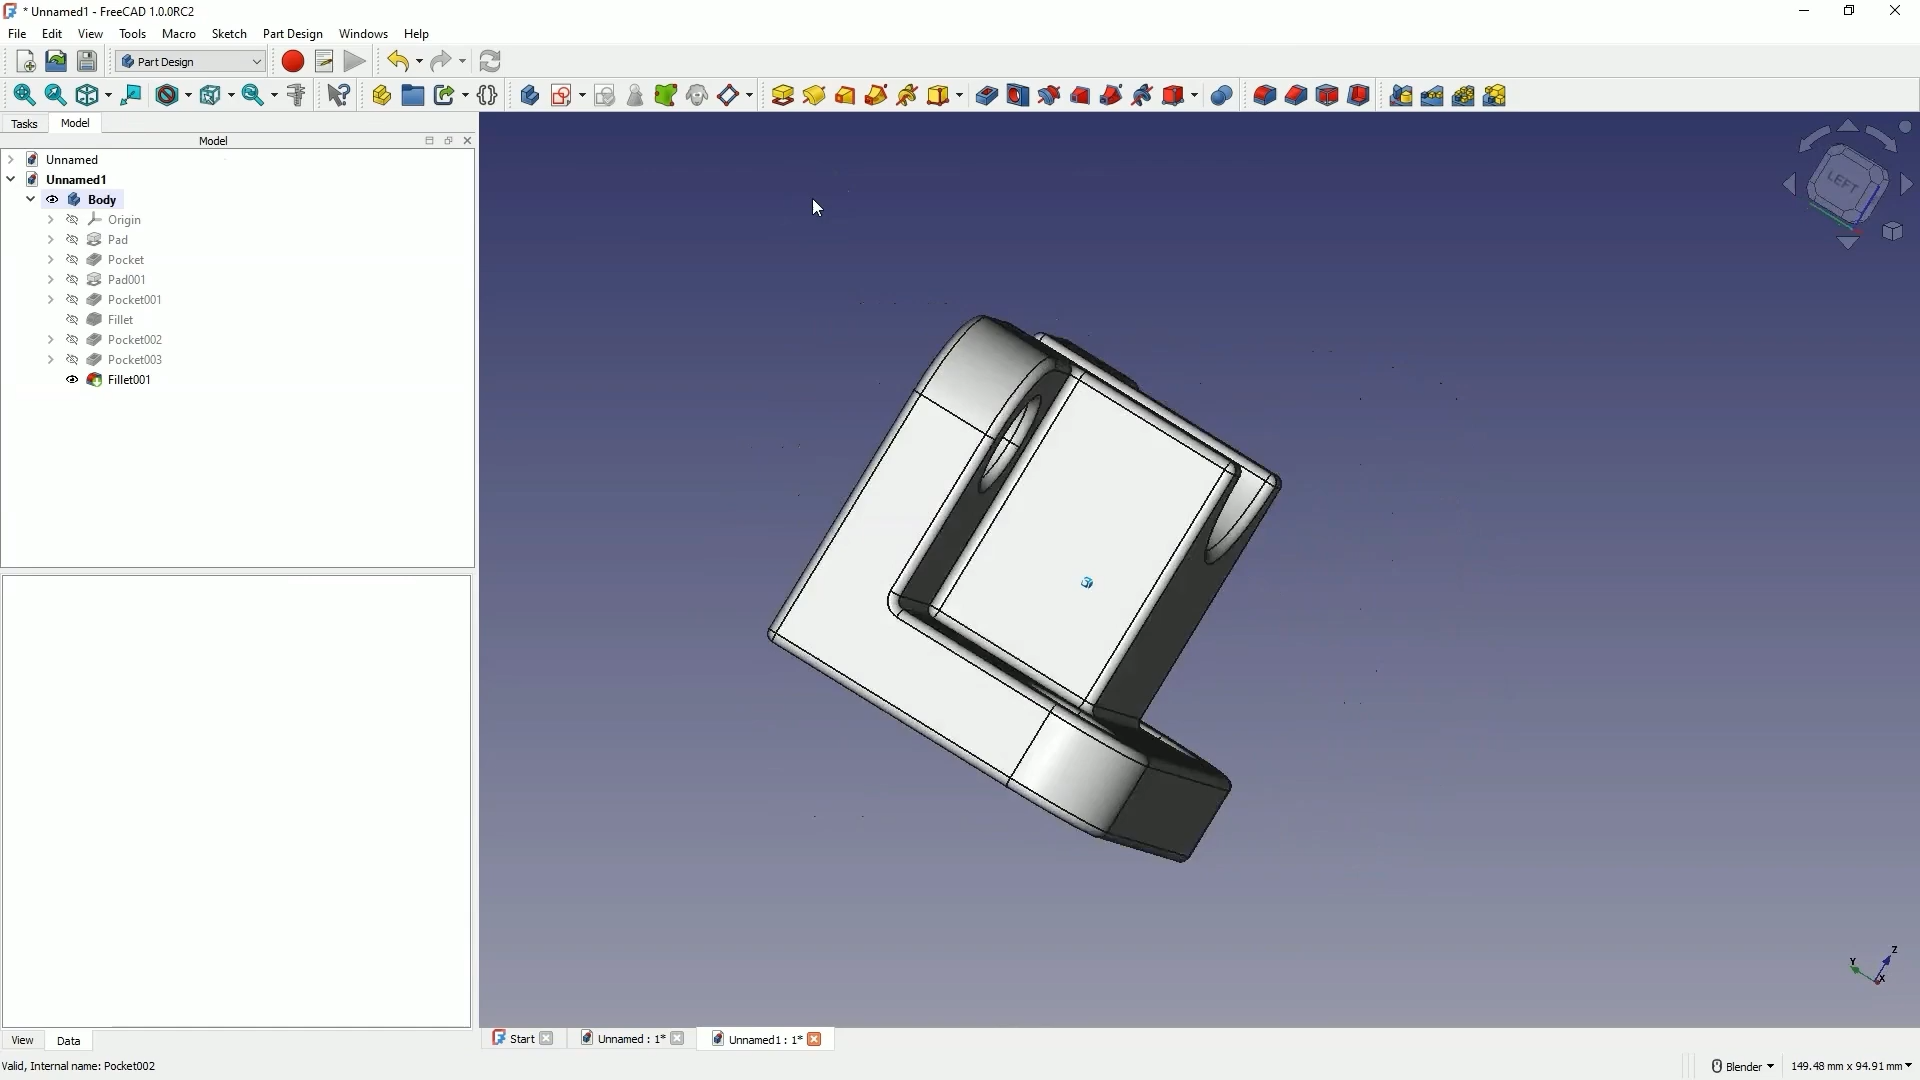 * Unnamed1 - FreeCAD 1.0.0RC2
File Edit View Tools Macro Sketch Part Design Windows Help
Part Design
Tasks Model
Model
Unnamed
Unnamed1
Body
Origin
Pad
Pocket
Pad001
Pocket001
Fillet
Pocket002
Pocket003
Fillet001
LEFT
Z
Y
X
View Data
Start Unnamed : 1* Unnamed1 : 1*
Valid, Internal name: Pocket002
Blender 149.48 mm x 94.91 mm